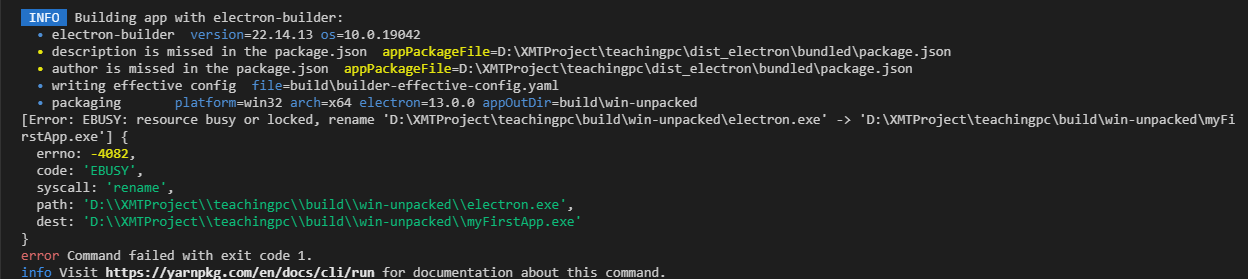 INFO Building app with electron-builder:
• electron-builder version=22.14.13 os=10.0.19042
• description is missed in the package.json appPackageFile=D:\XMTProject\teachingpc\dist_electron\bundled\package.json
• author is missed in the package.json appPackageFile=D:\XMTProject\teachingpc\dist_electron\bundled\package.json
• writing effective config file=build\builder-effective-config.yaml
• packaging platform=win32 arch=x64 electron=13.0.0 appOutDir=build\win-unpacked
[Error: EBUSY: resource busy or locked, rename 'D:\XMTProject\teachingpc\build\win-unpacked\electron.exe' -> 'D:\XMTProject\teachingpc\build\win-unpacked\myFi
rstApp.exe'] {
errno: -4082,
code: 'EBUSY',
syscall: 'rename',
path: 'D:\\XMTProject\\teachingpc\\build\\win-unpacked\\electron.exe',
dest: 'D:\\XMTProject\\teachingpc\\build\\win-unpacked\\myFirstApp.exe'
}
error Command failed with exit code 1.
info Visit https://yarnpkg.com/en/docs/cli/run for documentation about this command.